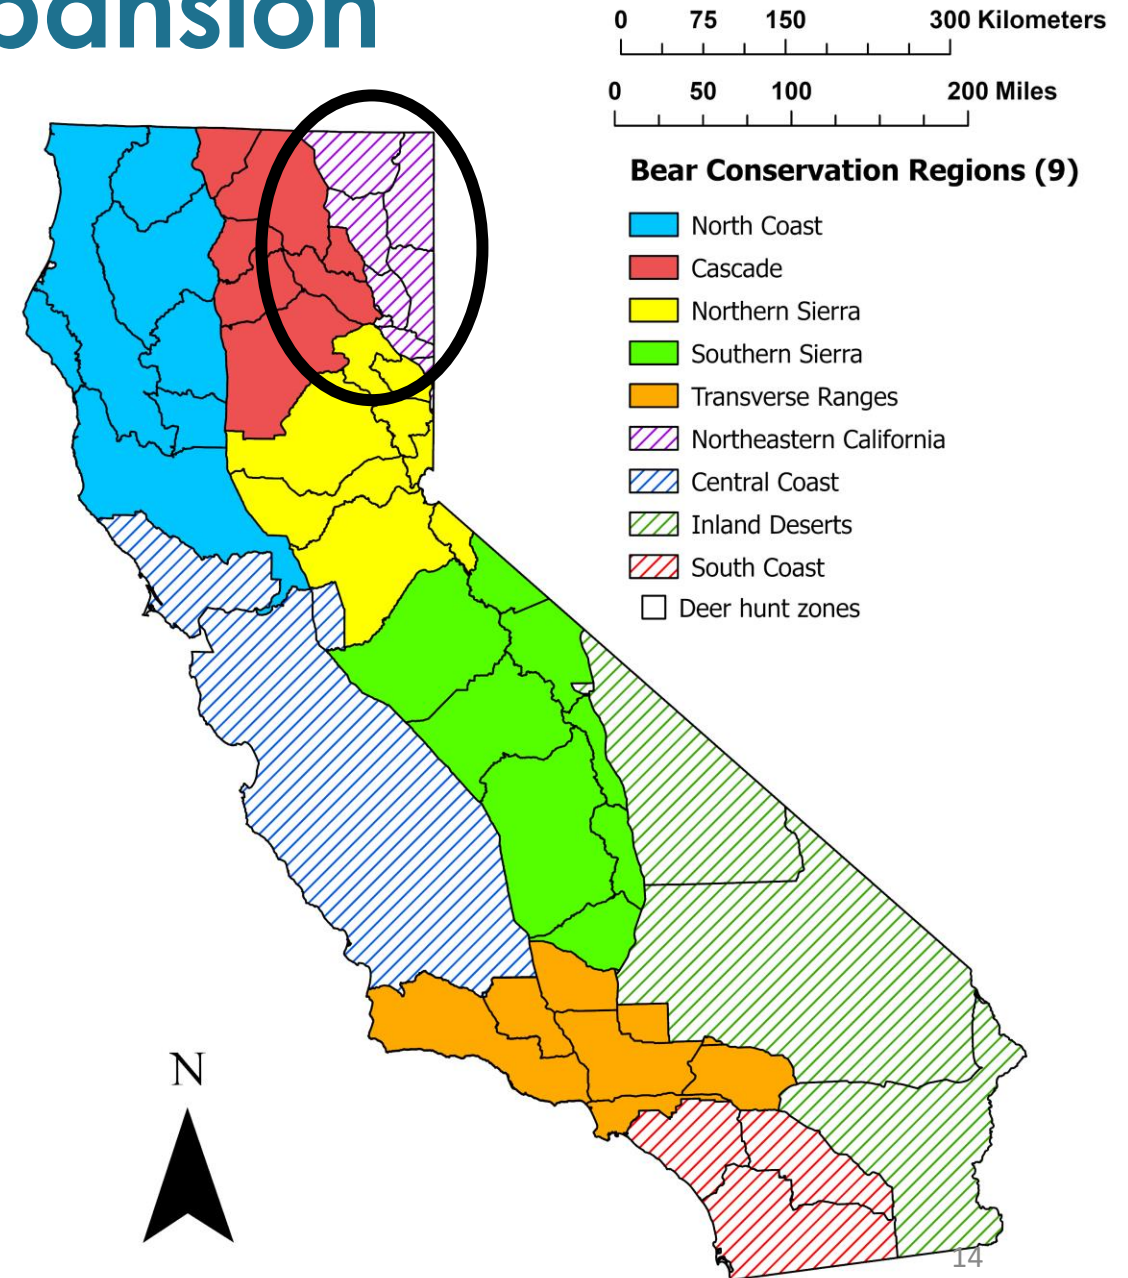 pansion
0 75 150 300 Kilometers
0 50 100 200 Miles
Bear Conservation Regions (9)
North Coast
Cascade
Northern Sierra
Southern Sierra
Transverse Ranges
Northeastern California
Central Coast
Inland Deserts
South Coast
Deer hunt zones
N
14